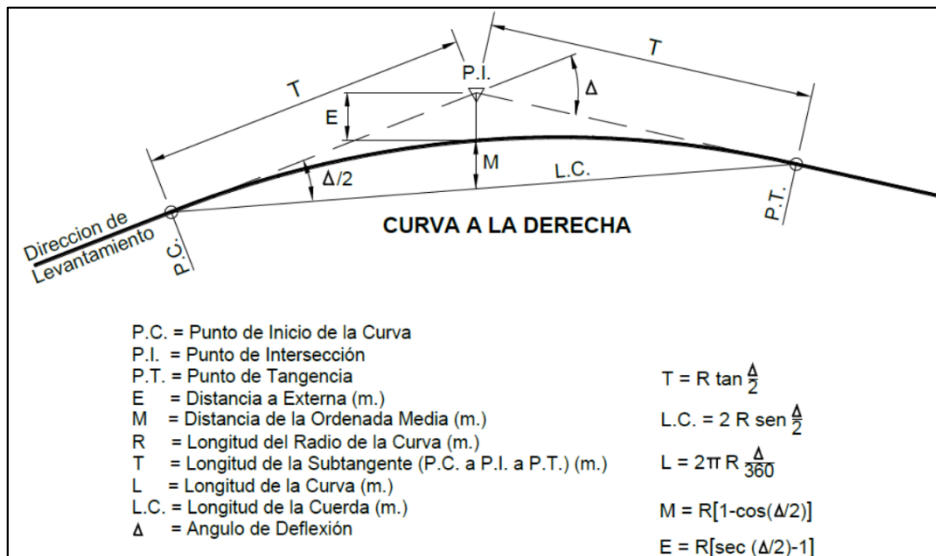 T
T
P.I.
Δ
E
M
Δ/2
L.C.
Direccion de
Levantamiento
P.C.
P.T.
CURVA A LA DERECHA
P.C. = Punto de Inicio de la Curva
P.I. = Punto de Intersección
P.T. = Punto de Tangencia
E = Distancia a Externa (m.)
M = Distancia de la Ordenada Media (m.)
R = Longitud del Radio de la Curva (m.)
T = Longitud de la Subtangente (P.C. a P.I. a P.T.) (m.)
L = Longitud de la Curva (m.)
L.C. = Longitud de la Cuerda (m.)
Δ = Angulo de Deflexión
T = R tan Δ/2
L.C. = 2 R sen Δ/2
L = 2π R Δ/360
M = R[1-cos(Δ/2)]
E = R[sec (Δ/2)-1]